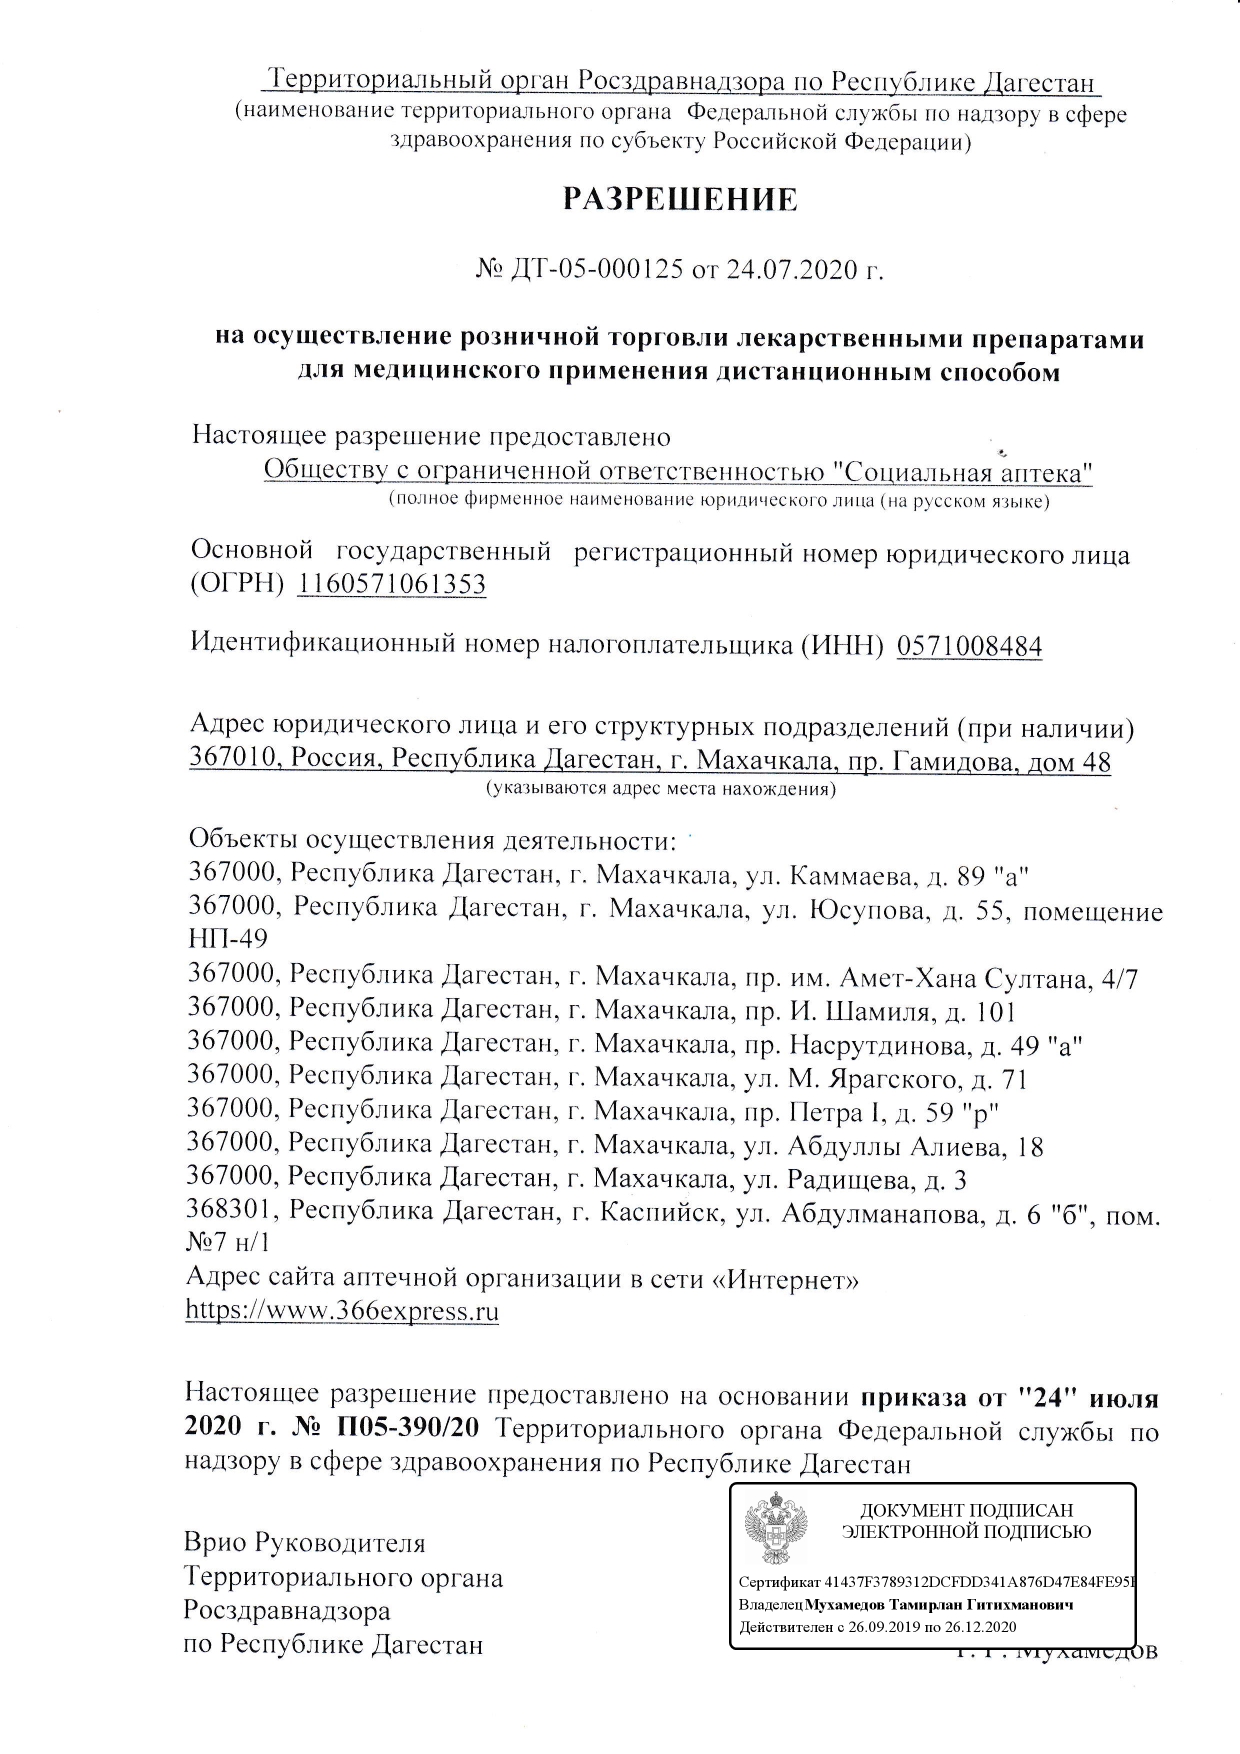 Территориальный орган Росздравнадзора по Республике Дагестан
(наименование территориального органа Федеральной службы по надзору в сфере
здравоохранения по субъекту Российской Федерации)
РАЗРЕШЕНИЕ
№ ДТ-05-000125 от 24.07.2020 г.
на осуществление розничной торговли лекарственными препаратами
для медицинского применения дистанционным способом
Настоящее разрешение предоставлено
Обществу с ограниченной ответственностью "Социальная аптека"
(полное фирменное наименование юридического лица (на русском языке)
Основной государственный регистрационный номер юридического лица
(ОГРН) 1160571061353
Идентификационный номер налогоплательщика (ИНН) 0571008484
Адрес юридического лица и его структурных подразделений (при наличии)
367010, Россия, Республика Дагестан, г. Махачкала, пр. Гамидова, дом 48
(указываются адрес места нахождения)
Объекты осуществления деятельности:
367000, Республика Дагестан, г. Махачкала, ул. Каммаева, д. 89 "а"
367000, Республика Дагестан, г. Махачкала, ул. Юсупова, д. 55, помещение
НП-49
367000, Республика Дагестан, г. Махачкала, пр. им. Амет-Хана Султана, 4/7
367000, Республика Дагестан, г. Махачкала, пр. И. Шамиля, д. 101
367000, Республика Дагестан, г. Махачкала, пр. Насрутдинова, д. 49 "а"
367000, Республика Дагестан, г. Махачкала, ул. М. Ярагского, д. 71
367000, Республика Дагестан, г. Махачкала, пр. Петра I, д. 59 "р"
367000, Республика Дагестан, г. Махачкала, ул. Абдуллы Алиева, 18
367000, Республика Дагестан, г. Махачкала, ул. Радищева, д. 3
368301, Республика Дагестан, г. Каспийск, ул. Абдулманапова, д. 6 "б", пом.
№7 н/1
Адрес сайта аптечной организации в сети «Интернет»
https://www.366express.ru
Настоящее разрешение предоставлено на основании приказа от "24" июля
2020 г. № П05-390/20 Территориального органа Федеральной службы по
надзору в сфере здравоохранения по Республике Дагестан
Врио Руководителя
Территориального органа
Росздравнадзора
по Республике Дагестан
ДОКУМЕНТ ПОДПИСАН
ЭЛЕКТРОННОЙ ПОДПИСЬЮ
Сертификат 41437F3789312DCFDD341A876D47E84FE95
Владелец Мухамедов Тамирлан Гитихманович
Действителен с 26.09.2019 по 26.12.2020
Мухамедов